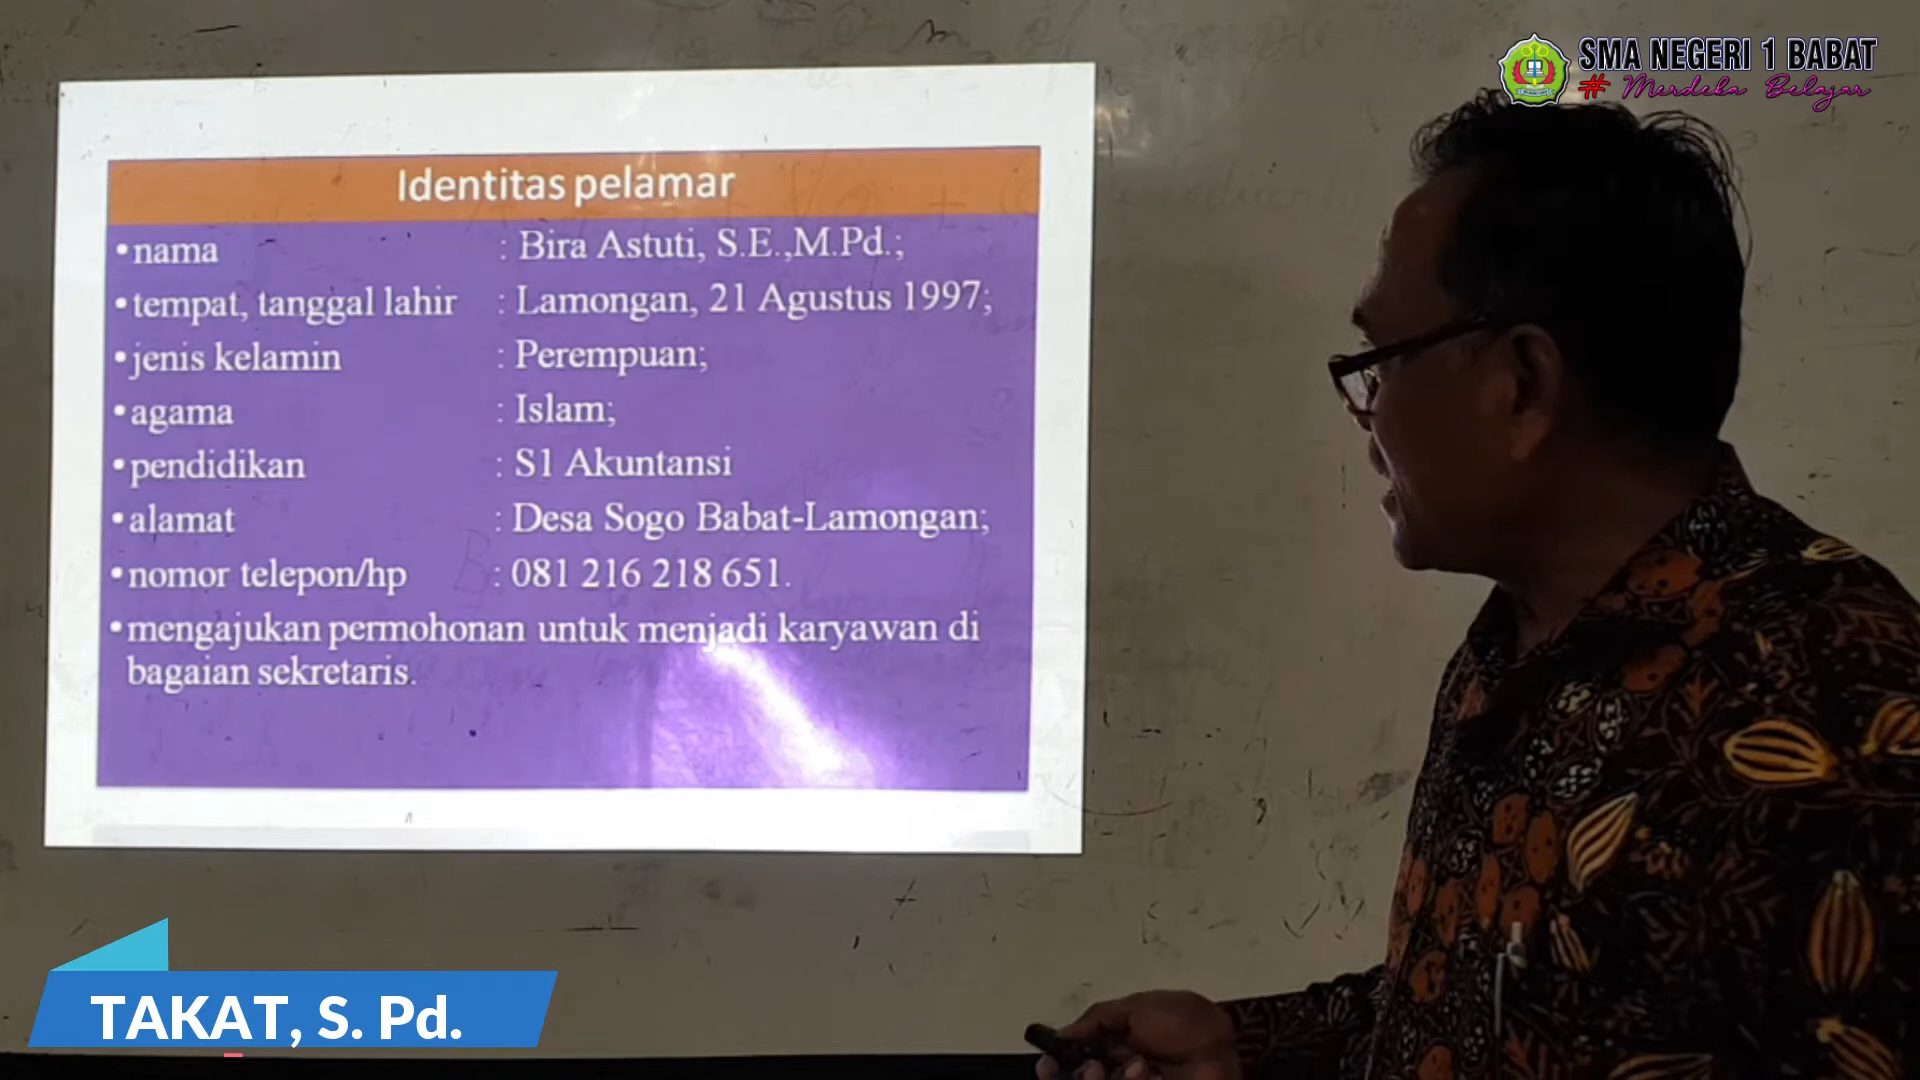 SMA NEGERI 1 BABAT
# Merdeka Belajar
Identitas pelamar
• nama : Bira Astuti, S.E.,M.Pd.;
• tempat, tanggal lahir : Lamongan, 21 Agustus 1997;
• jenis kelamin : Perempuan;
• agama : Islam;
• pendidikan : S1 Akuntansi
• alamat : Desa Sogo Babat-Lamongan;
• nomor telepon/hp : 081 216 218 651.
• mengajukan permohonan untuk menjadi karyawan di
bagaian sekretaris.
TAKAT, S. Pd.